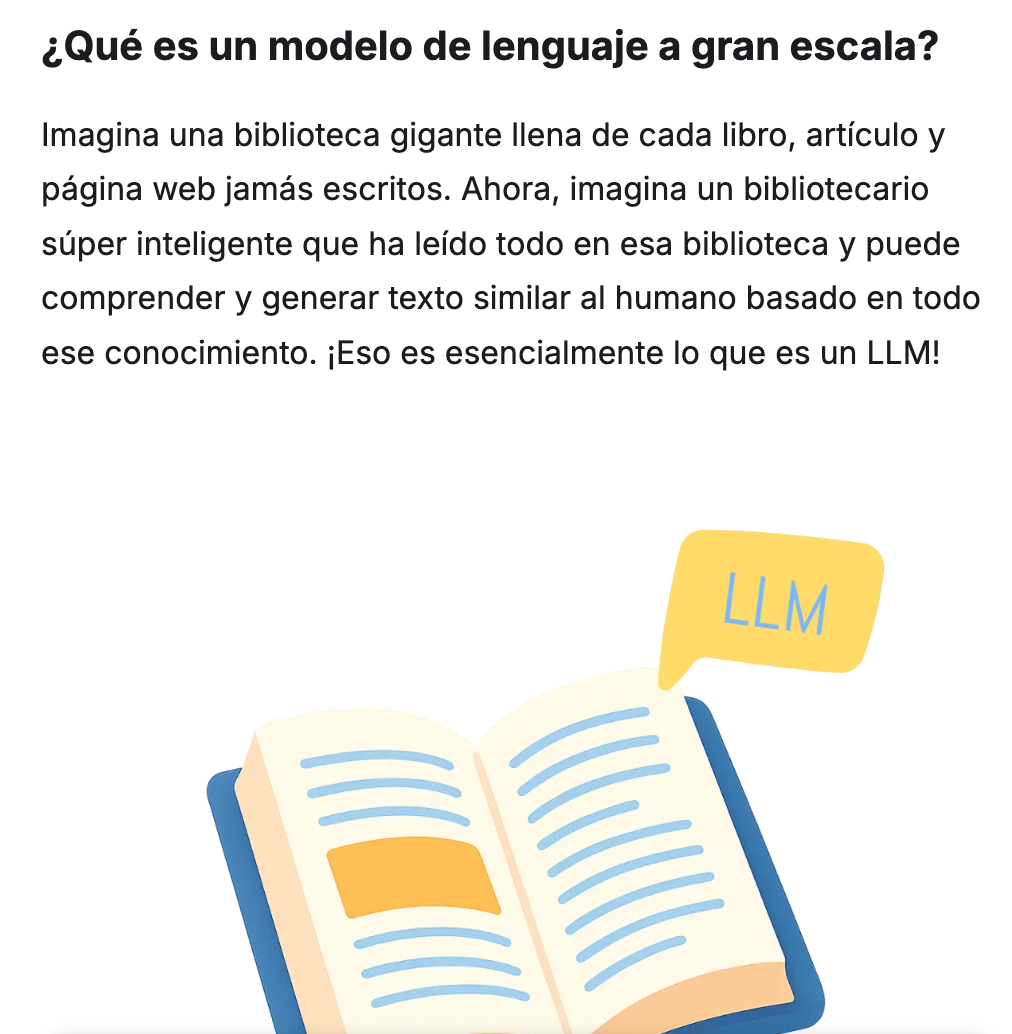 ¿Qué es un modelo de lenguaje a gran escala?
Imagina una biblioteca gigante llena de cada libro, artículo y
página web jamás escritos. Ahora, imagina un bibliotecario
súper inteligente que ha leído todo en esa biblioteca y puede
comprender y generar texto similar al humano basado en todo
ese conocimiento. ¡Eso es esencialmente lo que es un LLM!
LLM